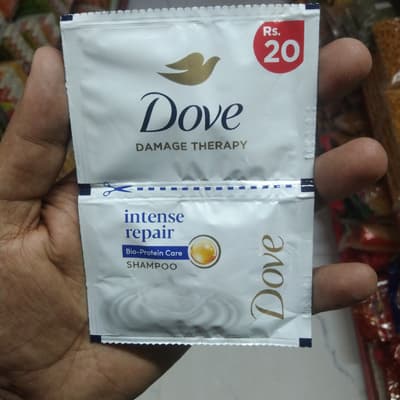 Rs.
20
Dove
DAMAGE THERAPY
intense
repair
Bio-Protein Care
SHAMPOO
Dove